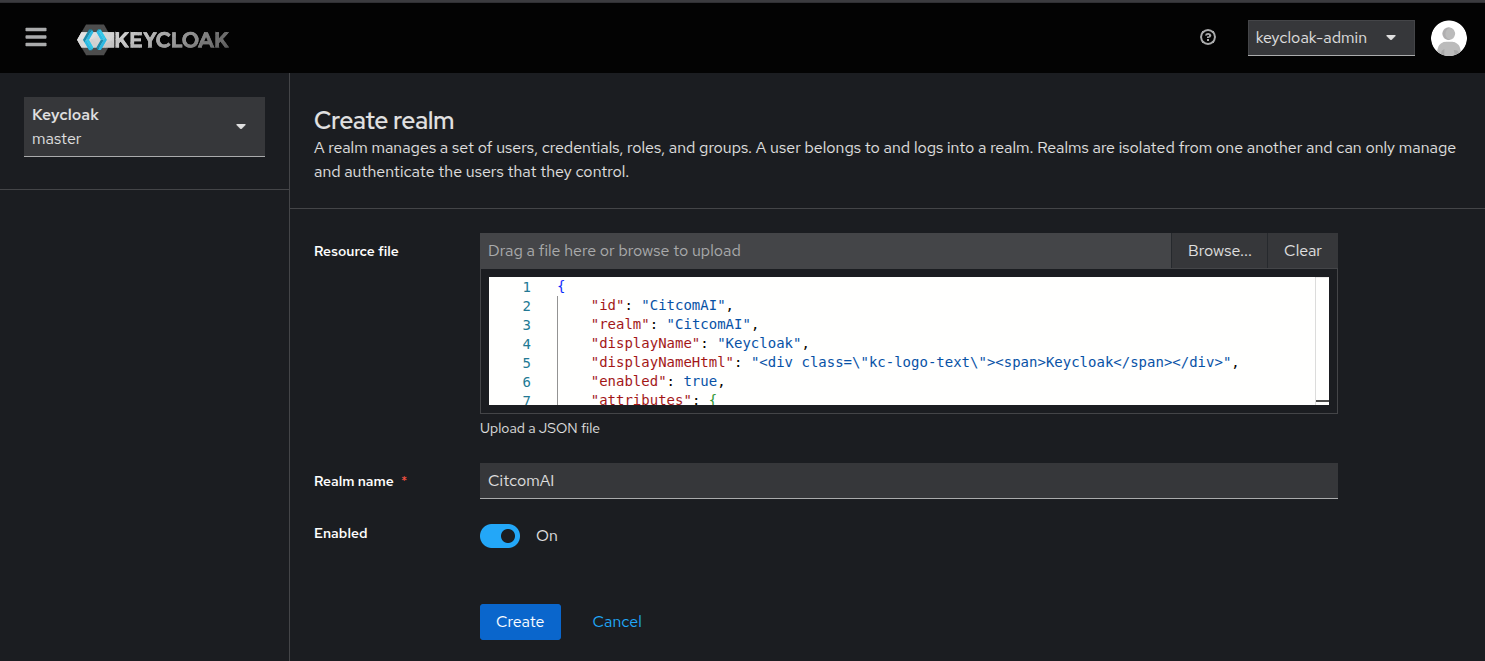 KEYCLOAK
keycloak-admin
Keycloak
master
Create realm
A realm manages a set of users, credentials, roles, and groups. A user belongs to and logs into a realm. Realms are isolated from one another and can only manage
and authenticate the users that they control.
Resource file
Drag a file here or browse to upload
Browse...
Clear
1 {
2 "id": "CitcomAI",
3 "realm": "CitcomAI",
4 "displayName": "Keycloak",
5 "displayNameHtml": "<div class=\"kc-logo-text\"><span>Keycloak</span></div>",
6 "enabled": true,
7 "attributes": {
Upload a JSON file
Realm name *
CitcomAI
Enabled
On
Create
Cancel